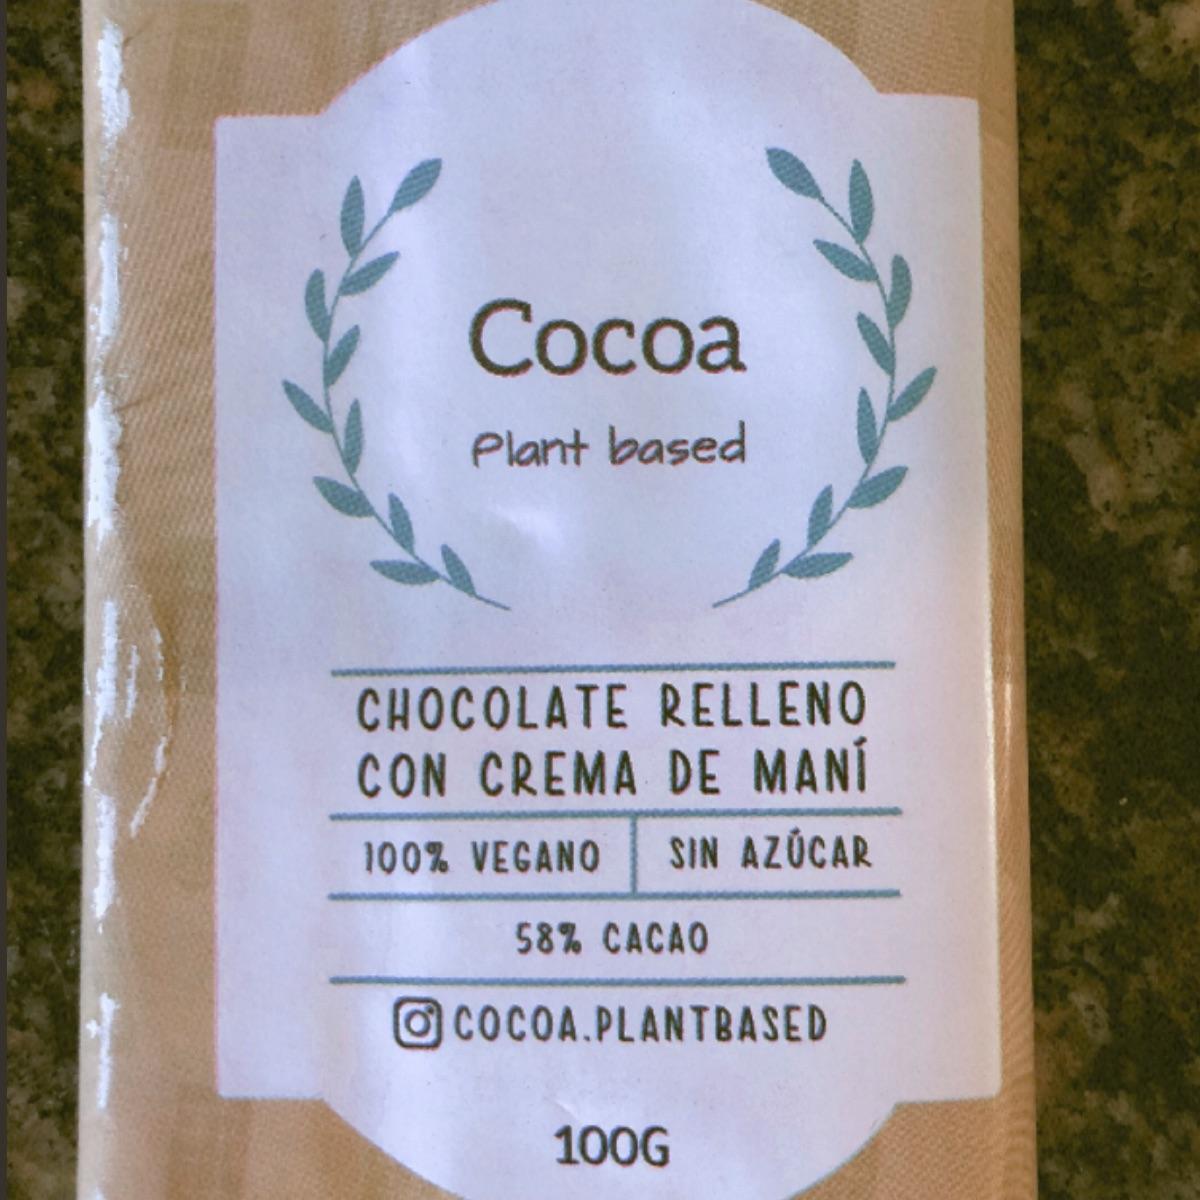 Cocoa
Plant based
CHOCOLATE RELLENO
CON CREMA DE MANÍ
100% VEGANO
SIN AZÚCAR
58% CACAO
COCOA.PLANTBASED
100G